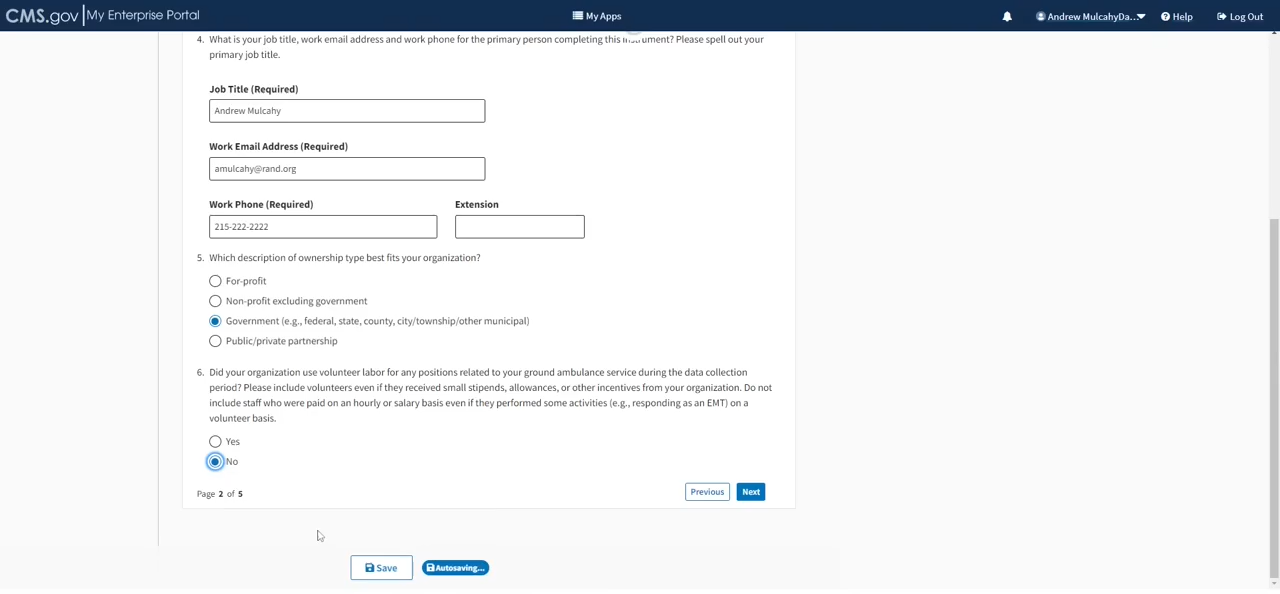 CMS.gov My Enterprise Portal
My Apps
Andrew MulcahyDa...
Help
Log Out
4. What is your job title, work email address and work phone for the primary person completing this instrument? Please spell out your
primary job title.
Job Title (Required)
Andrew Mulcahy
Work Email Address (Required)
amulcahy@rand.org
Work Phone (Required)
Extension
215-222-2222
5. Which description of ownership type best fits your organization?
For-profit
Non-profit excluding government
Government (e.g., federal, state, county, city/township/other municipal)
Public/private partnership
6. Did your organization use volunteer labor for any positions related to your ground ambulance service during the data collection
period? Please include volunteers even if they received small stipends, allowances, or other incentives from your organization. Do not
include staff who were paid on an hourly or salary basis even if they performed some activities (e.g., responding as an EMT) on a
volunteer basis.
Yes
No
Page 2 of 5
Previous
Next
Save
Autosaving...